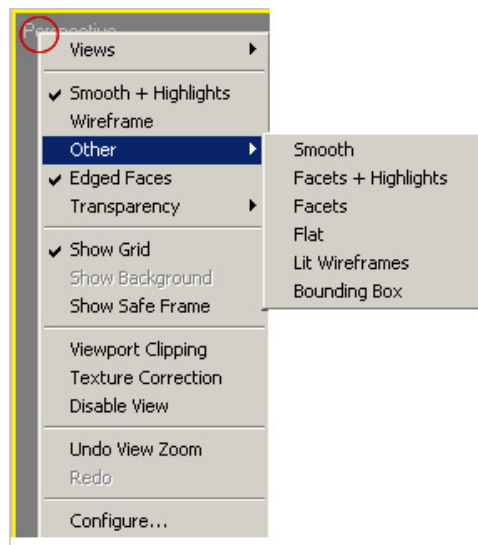 Perspective
Views
Smooth + Highlights
Wireframe
Other
Edged Faces
Transparency
Show Grid
Show Background
Show Safe Frame
Viewport Clipping
Texture Correction
Disable View
Undo View Zoom
Redo
Configure...
Smooth
Facets + Highlights
Facets
Flat
Lit Wireframes
Bounding Box